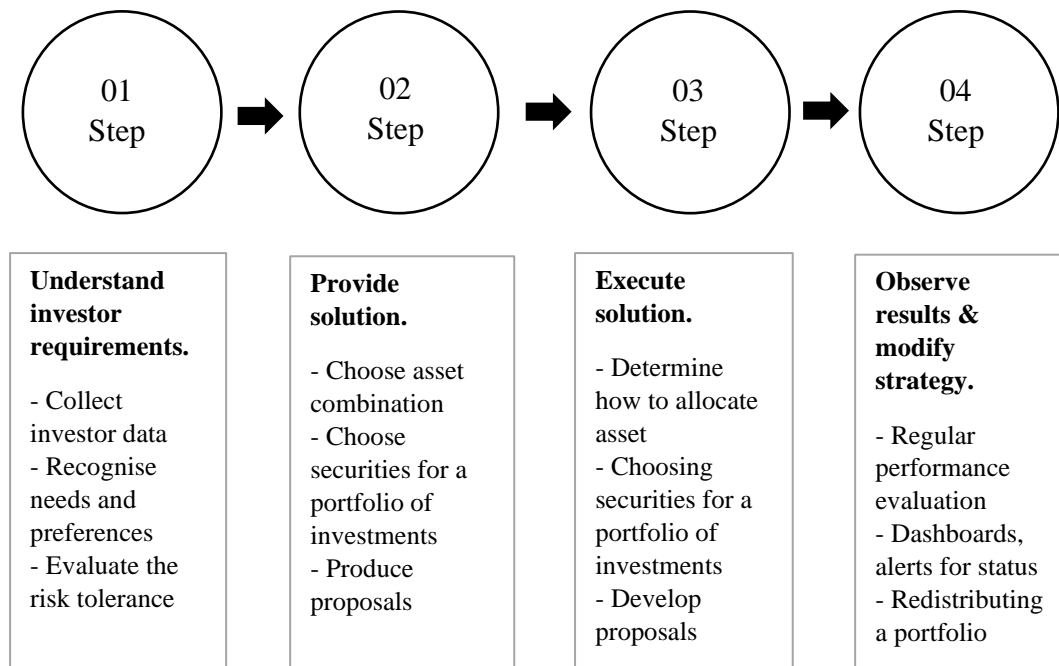 01
Step
02
Step
03
Step
04
Step
Understand
investor
requirements.
- Collect
investor data
- Recognise
needs and
preferences
- Evaluate the
risk tolerance
Provide
solution.
- Choose asset
combination
- Choose
securities for a
portfolio of
investments
- Produce
proposals
Execute
solution.
- Determine
how to allocate
asset
- Choosing
securities for a
portfolio of
investments
- Develop
proposals
Observe
results &
modify
strategy.
- Regular
performance
evaluation
- Dashboards,
alerts for status
- Redistributing
a portfolio